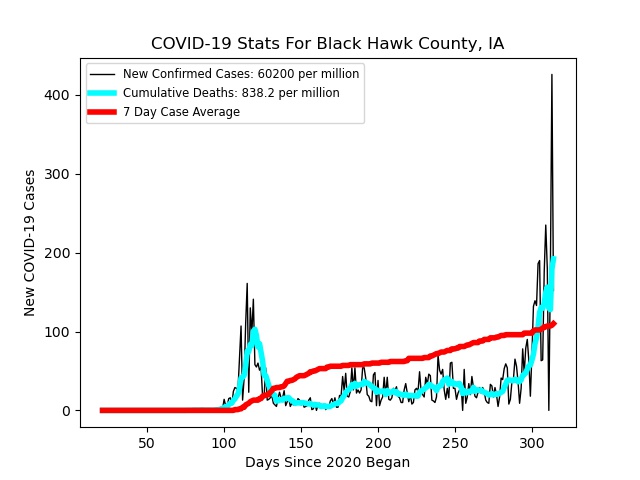 COVID-19 Stats For Black Hawk County, IA
New Confirmed Cases: 60200 per million
Cumulative Deaths: 838.2 per million
7 Day Case Average
New COVID-19 Cases
400
300
200
100
0
50 100 150 200 250 300
Days Since 2020 Began